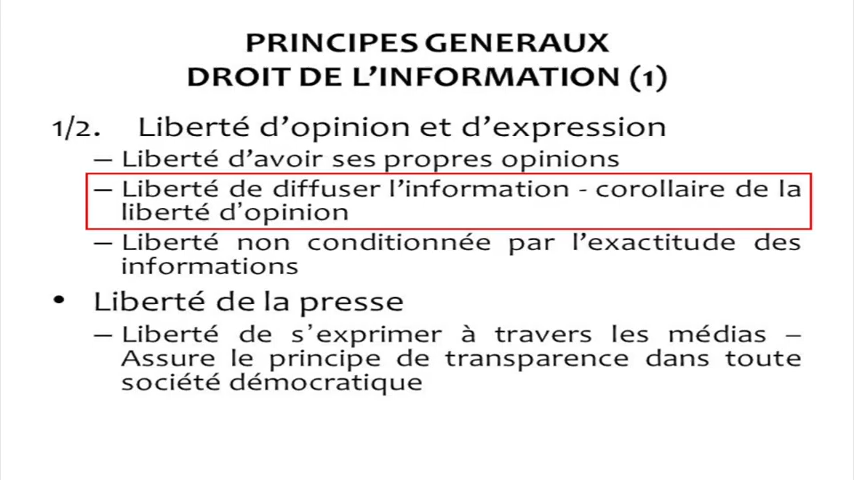 PRINCIPES GENERAUX
DROIT DE L’INFORMATION (1)
1/2. Liberté d’opinion et d’expression
– Liberté d’avoir ses propres opinions
– Liberté de diffuser l’information - corollaire de la
liberté d’opinion
– Liberté non conditionnée par l’exactitude des
informations
• Liberté de la presse
– Liberté de s’exprimer à travers les médias –
Assure le principe de transparence dans toute
société démocratique